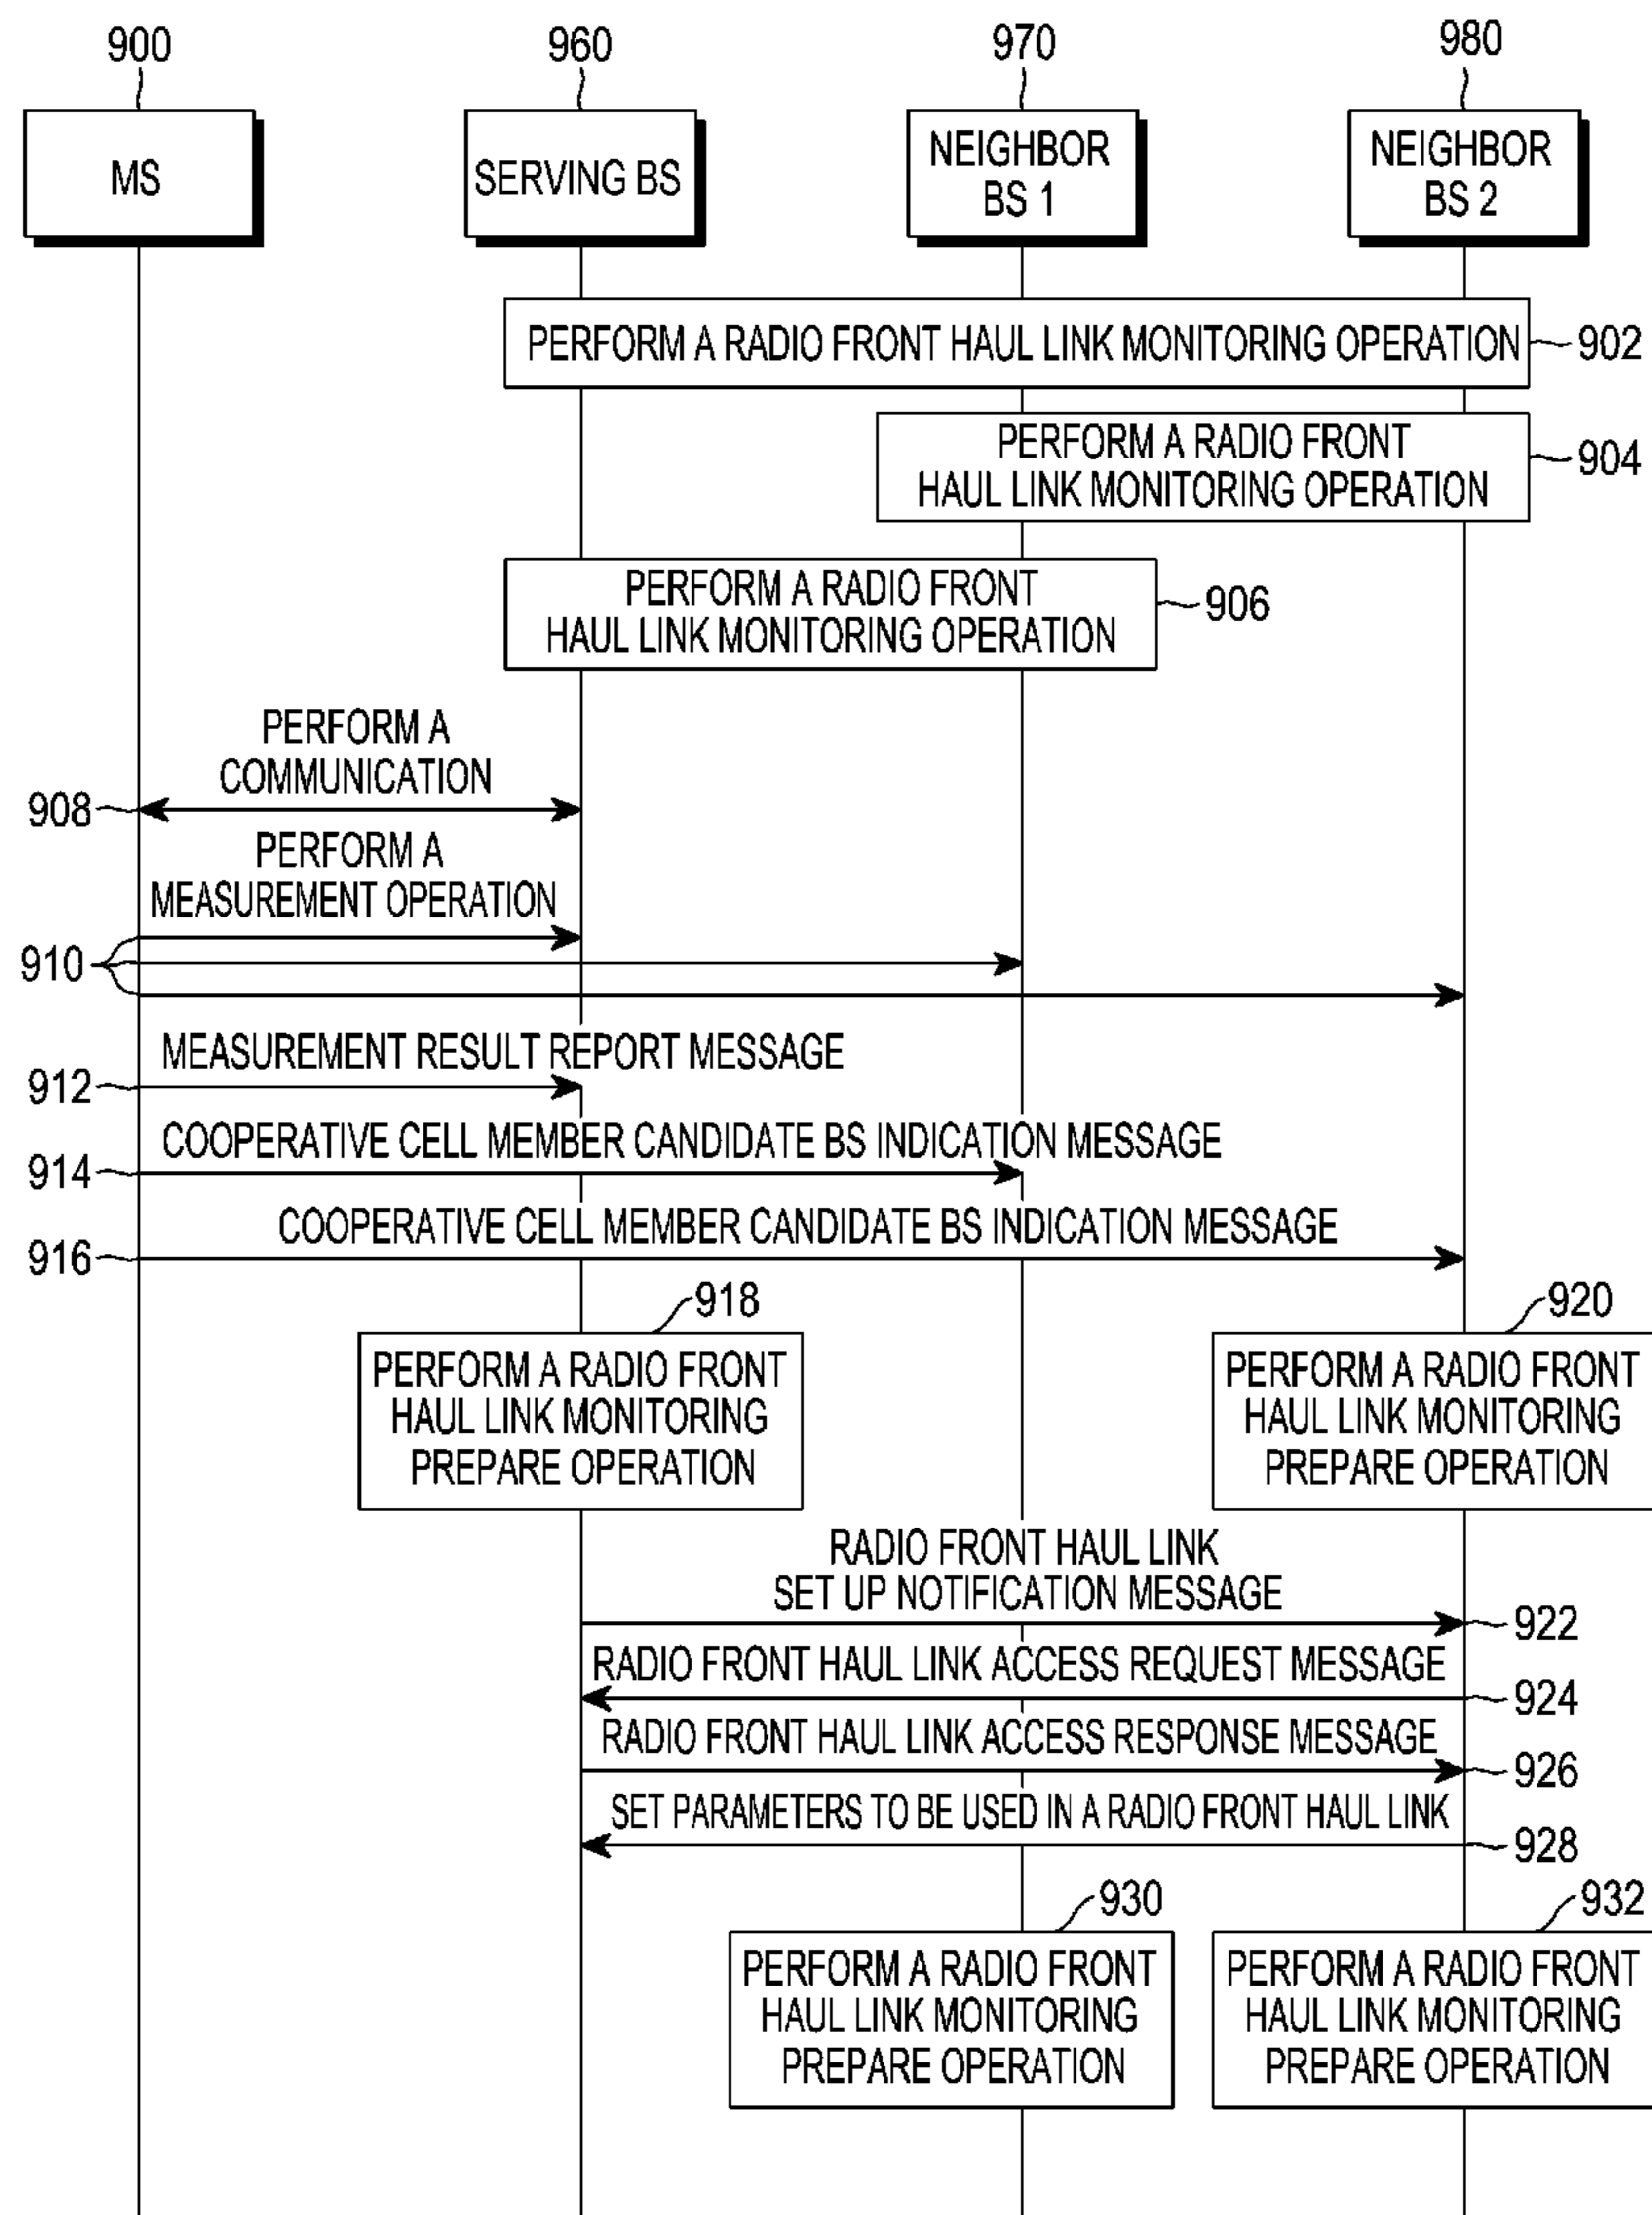 900
960
970
980
MS
SERVING BS
NEIGHBOR
BS 1
NEIGHBOR
BS 2
PERFORM A RADIO FRONT HAUL LINK MONITORING OPERATION
902
PERFORM A RADIO FRONT
HAUL LINK MONITORING OPERATION
904
PERFORM A RADIO FRONT
HAUL LINK MONITORING OPERATION
906
PERFORM A
COMMUNICATION
908
PERFORM A
MEASUREMENT OPERATION
910
MEASUREMENT RESULT REPORT MESSAGE
912
COOPERATIVE CELL MEMBER CANDIDATE BS INDICATION MESSAGE
914
COOPERATIVE CELL MEMBER CANDIDATE BS INDICATION MESSAGE
916
918
PERFORM A RADIO FRONT
HAUL LINK MONITORING
PREPARE OPERATION
920
PERFORM A RADIO FRONT
HAUL LINK MONITORING
PREPARE OPERATION
RADIO FRONT HAUL LINK
SET UP NOTIFICATION MESSAGE
922
RADIO FRONT HAUL LINK ACCESS REQUEST MESSAGE
924
RADIO FRONT HAUL LINK ACCESS RESPONSE MESSAGE
926
SET PARAMETERS TO BE USED IN A RADIO FRONT HAUL LINK
928
930
PERFORM A RADIO FRONT
HAUL LINK MONITORING
PREPARE OPERATION
932
PERFORM A RADIO FRONT
HAUL LINK MONITORING
PREPARE OPERATION